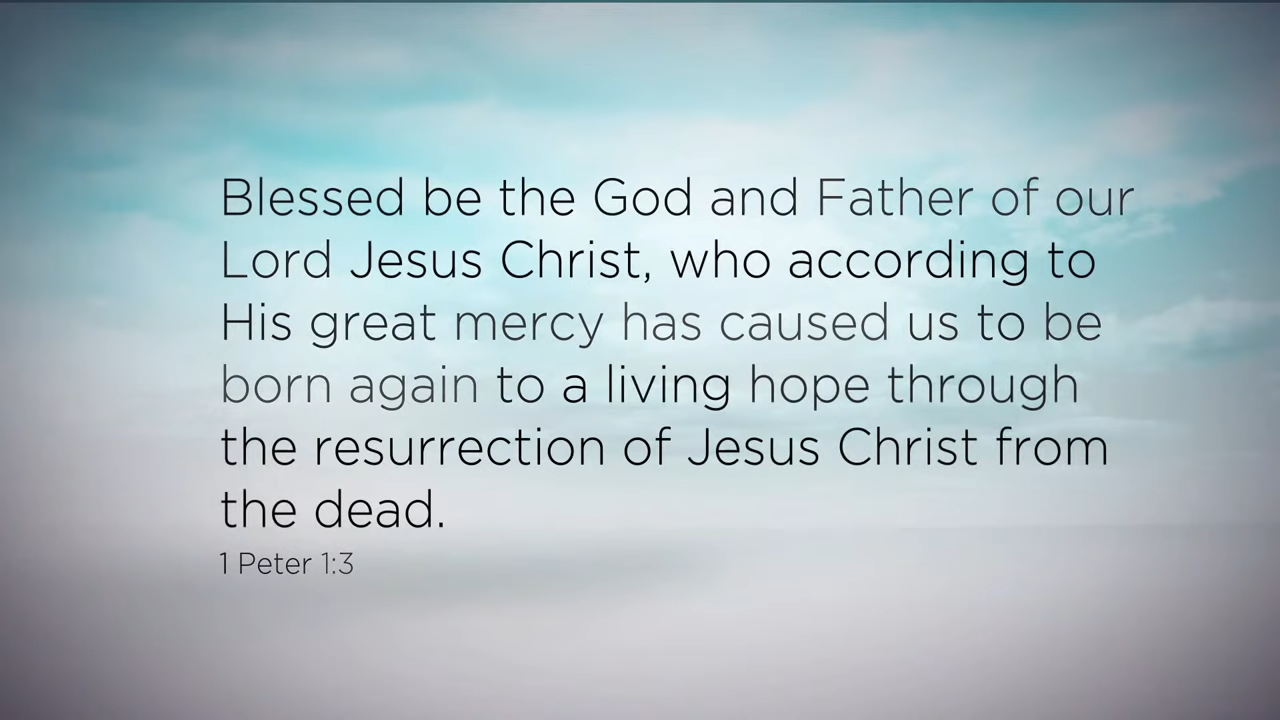 Blessed be the God and Father of our
Lord Jesus Christ, who according to
His great mercy has caused us to be
born again to a living hope through
the resurrection of Jesus Christ from
the dead.
1 Peter 1:3